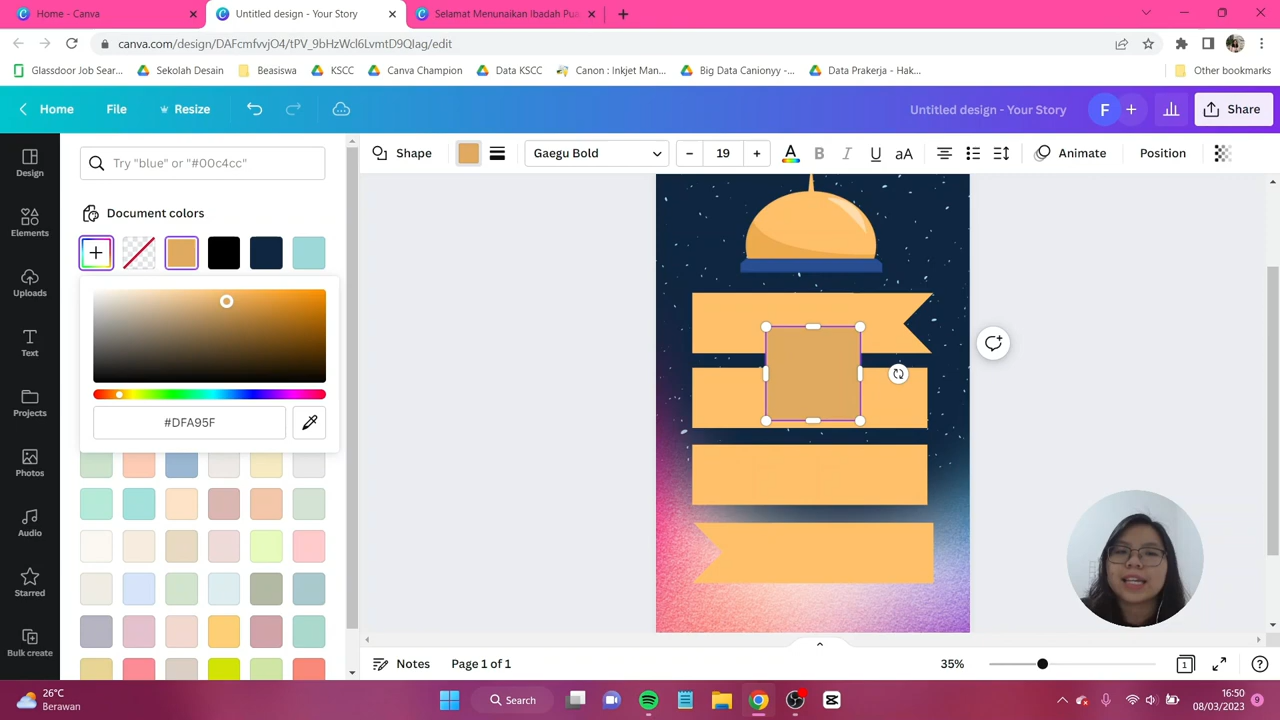 Home - Canva
Untitled design - Your Story
Selamat Menunaikan Ibadah Pua
canva.com/design/DAFcmfvvjO4/tPV_9bHzWcl6LvmtD9QIag/edit
Glassdoor Job Sear...
Sekolah Desain
Beasiswa
KSCC
Canva Champion
Data KSCC
Canon : Inkjet Man...
Big Data Canionyy -...
Data Prakerja - Hak...
Other bookmarks
Home
File
Resize
Untitled design - Your Story
F
Share
Design
Elements
Uploads
Text
Projects
Photos
Audio
Starred
Bulk create
Try "blue" or "#00c4cc"
Document colors
#DFA95F
Shape
Gaegu Bold
19
A
B
I
U
aA
Animate
Position
Notes
Page 1 of 1
35%
1
26°C
Berawan
Search
16:50
08/03/2023
9